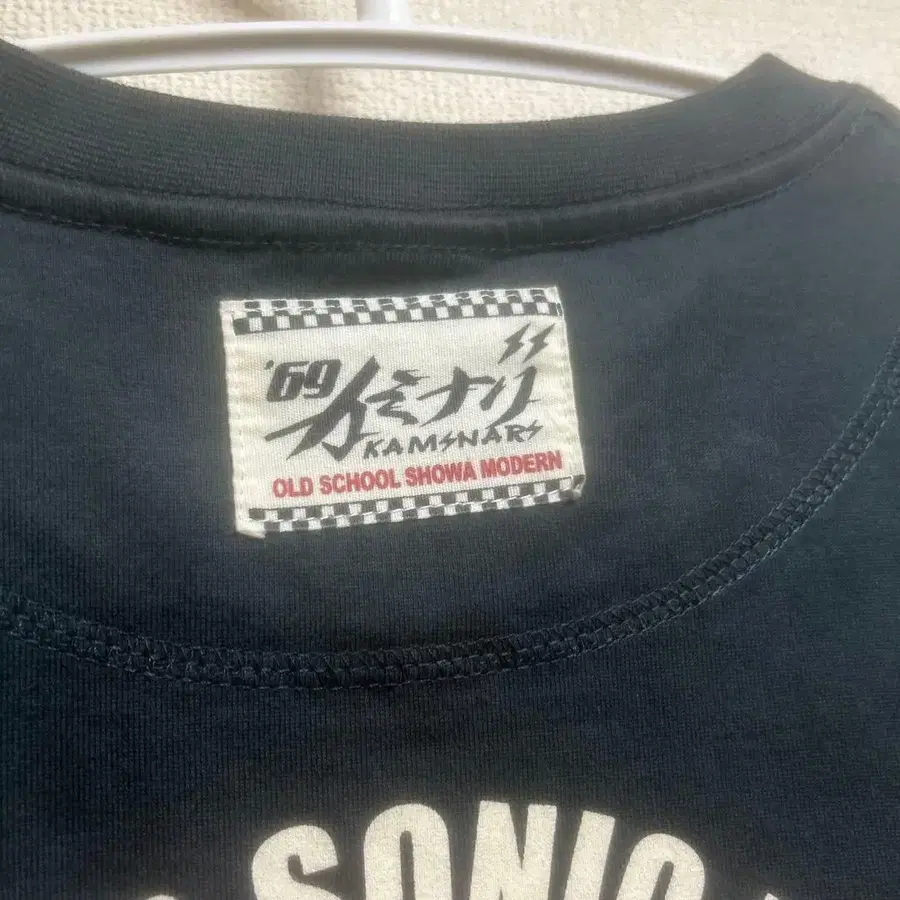 '69 カミナリ
KAMINARI
OLD SCHOOL SHOWA MODERN
SONIC